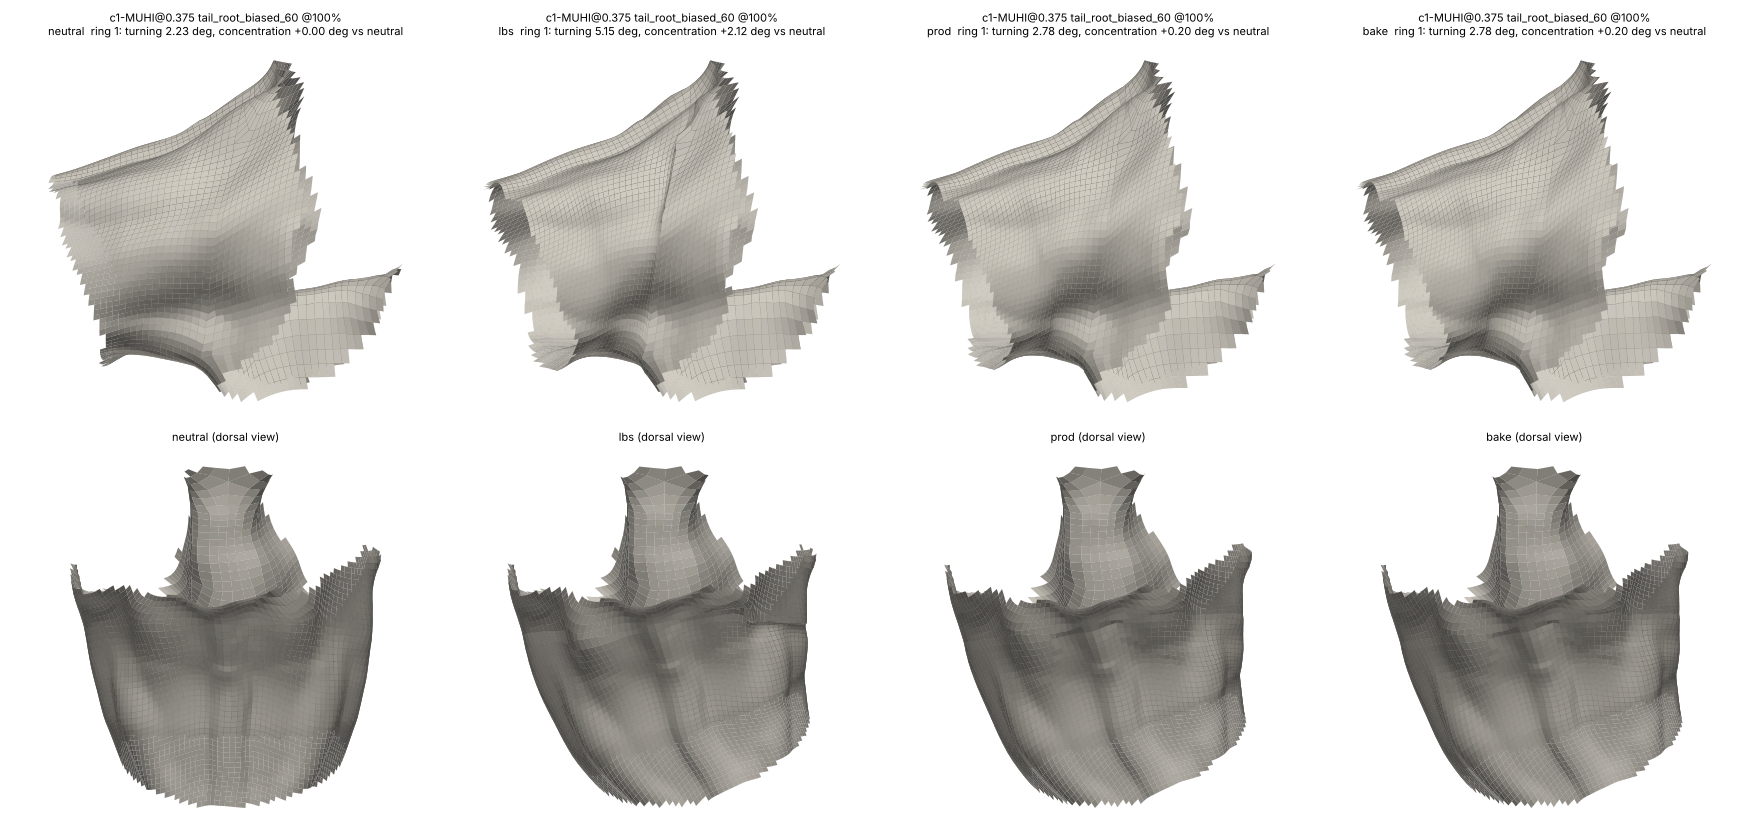 c1-MUHI@0.375 tail_root_biased_60 @100%
neutral  ring 1: turning 2.23 deg, concentration +0.00 deg vs neutral
c1-MUHI@0.375 tail_root_biased_60 @100%
lbs  ring 1: turning 5.15 deg, concentration +2.12 deg vs neutral
c1-MUHI@0.375 tail_root_biased_60 @100%
prod  ring 1: turning 2.78 deg, concentration +0.20 deg vs neutral
c1-MUHI@0.375 tail_root_biased_60 @100%
bake  ring 1: turning 2.78 deg, concentration +0.20 deg vs neutral
neutral (dorsal view)
lbs (dorsal view)
prod (dorsal view)
bake (dorsal view)